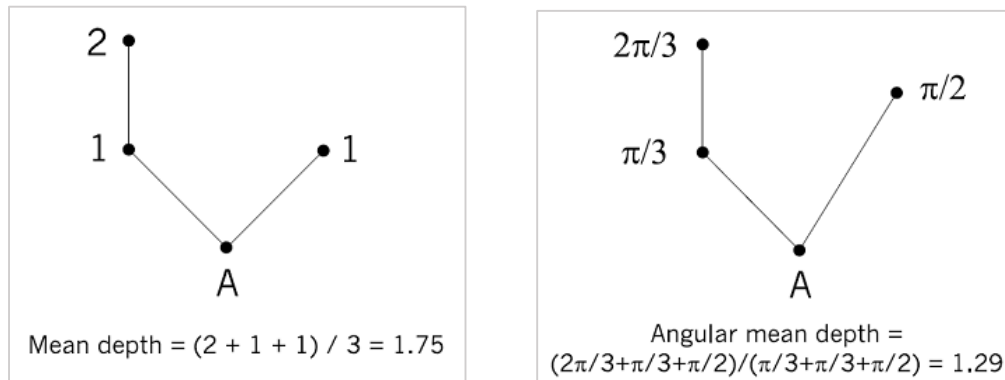 2
1
1
A
Mean depth = (2 + 1 + 1) / 3 = 1.75
2π/3
π/2
π/3
A
Angular mean depth =
(2π/3+π/3+π/2)/(π/3+π/3+π/2) = 1.29